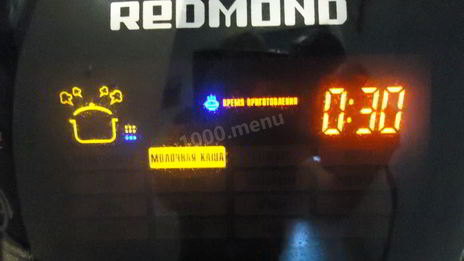 REDMOND
ВРЕМЯ ПРИГОТОВЛЕНИЯ
0:30
1000.menu
МОЛОЧНАЯ КАША